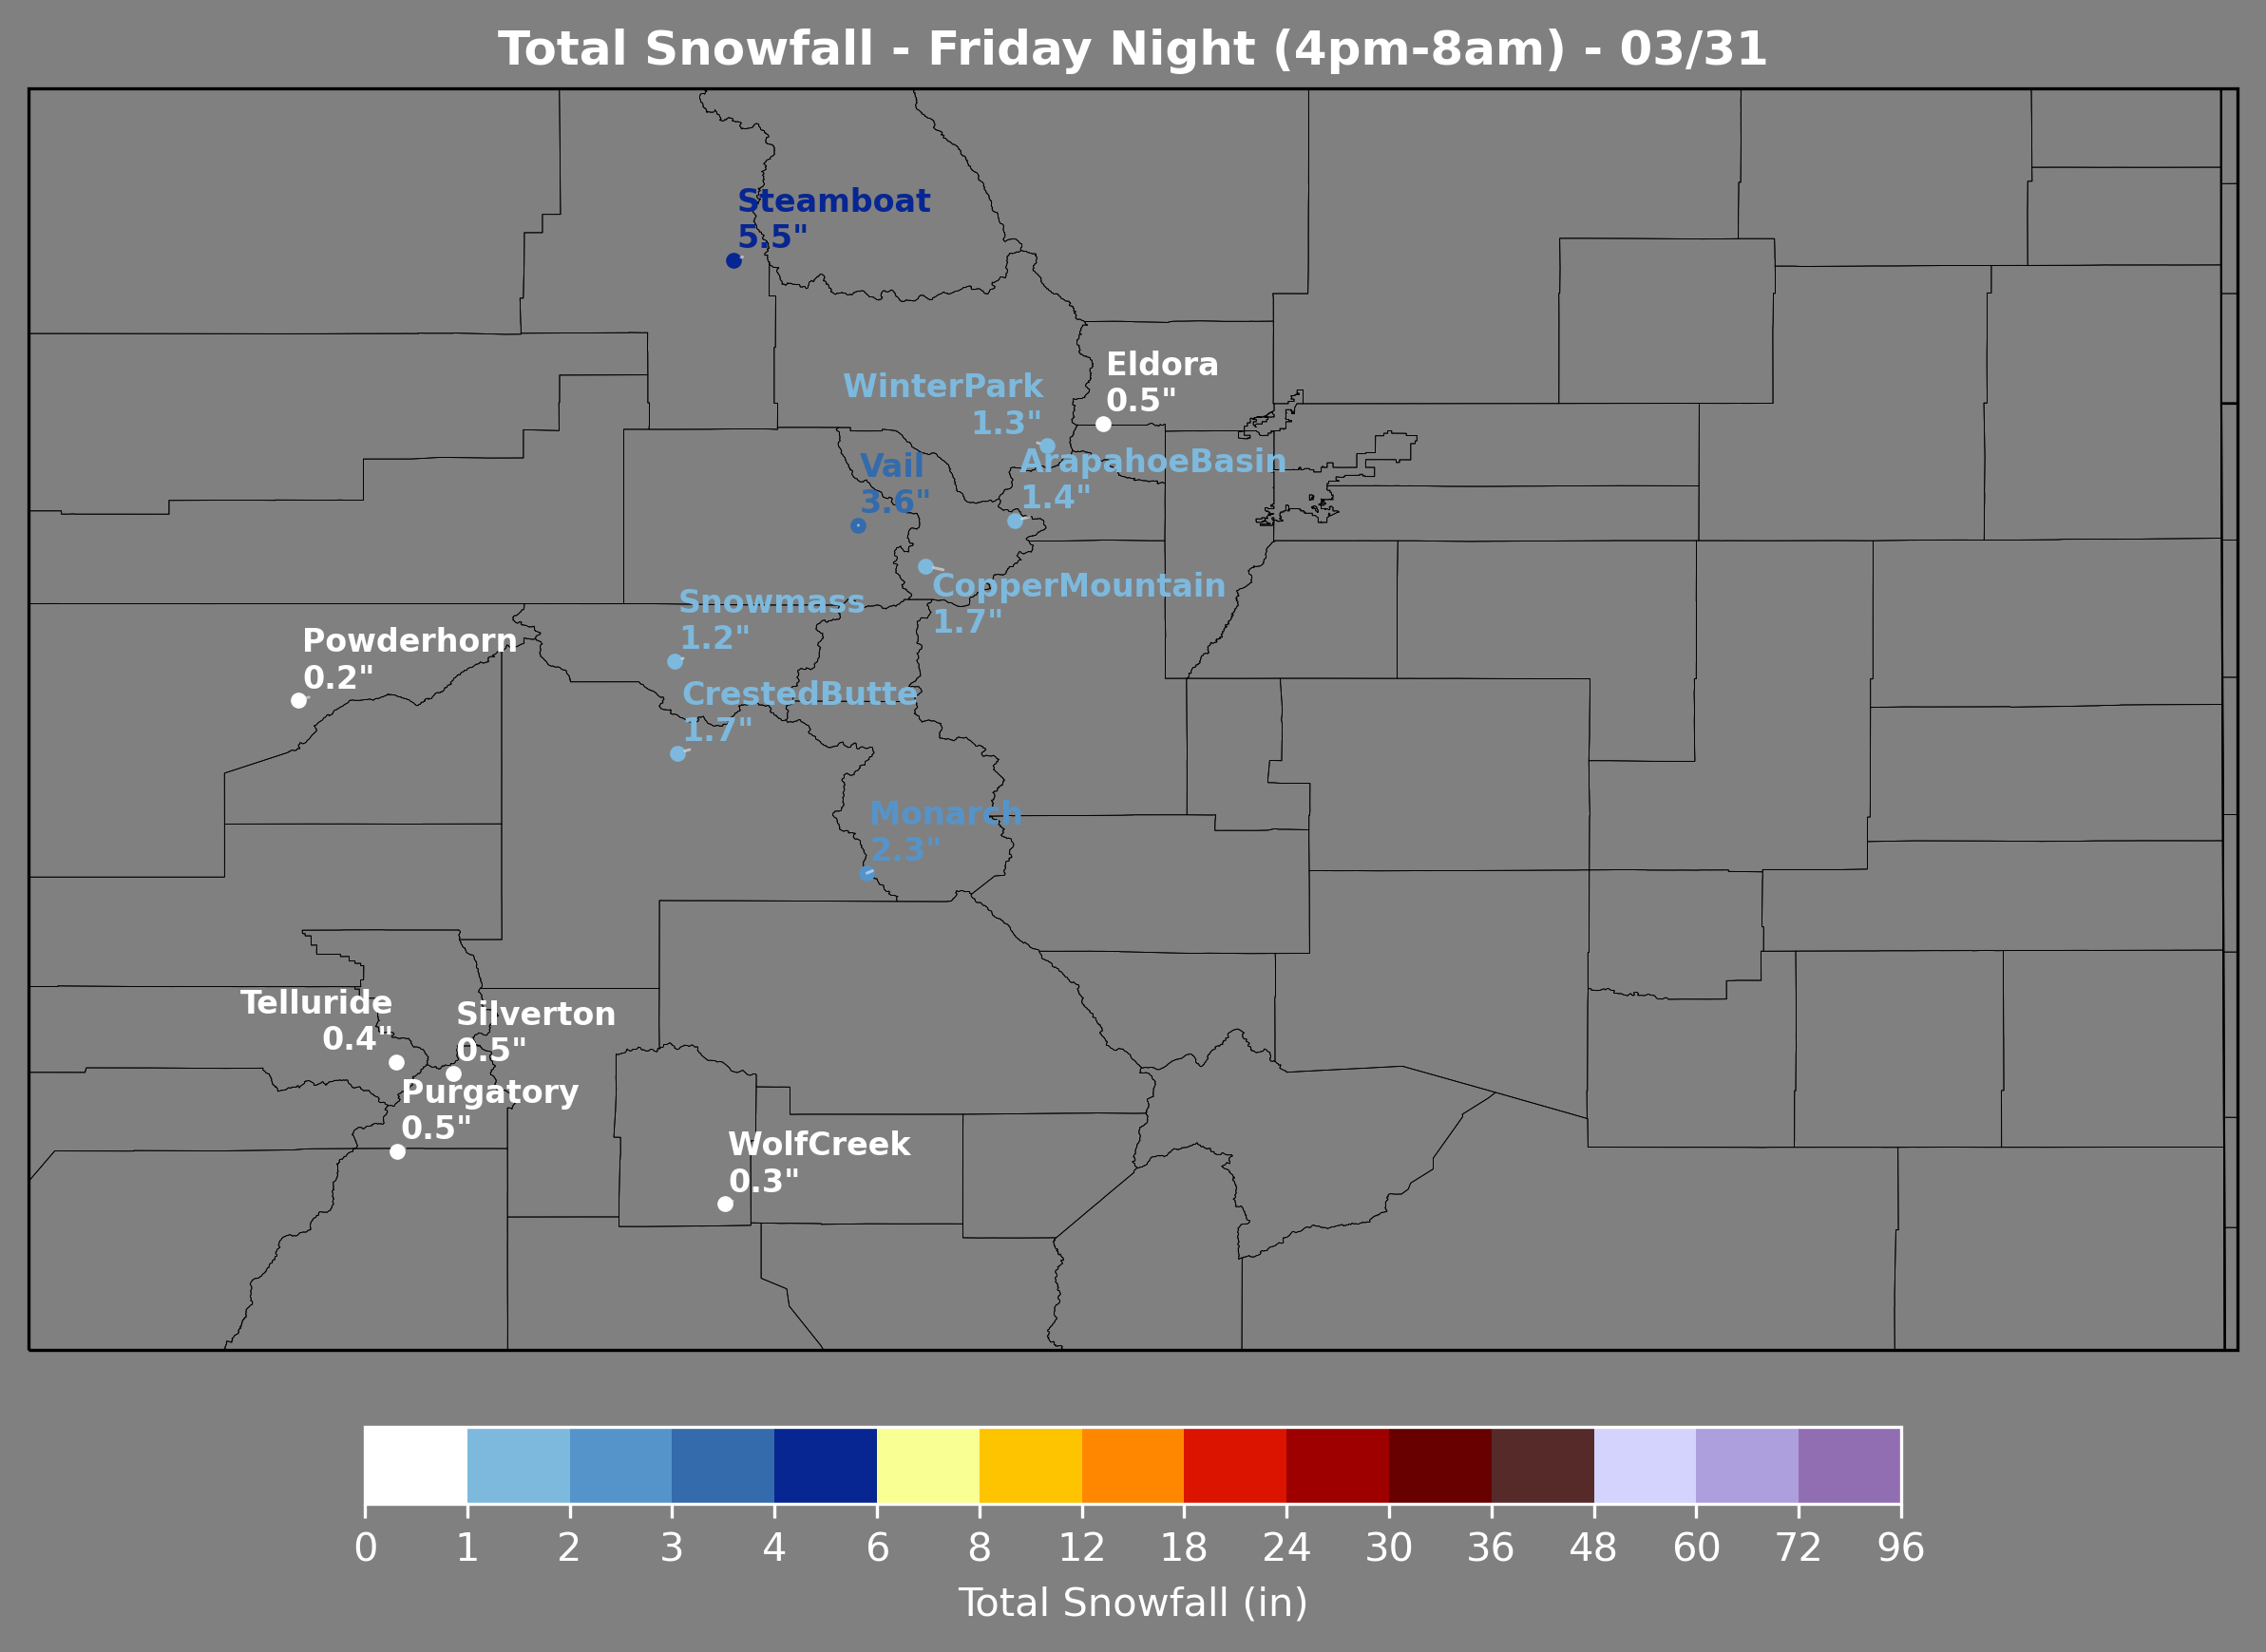 Total Snowfall - Friday Night (4pm-8am) - 03/31
Steamboat
5.5"
Eldora
0.5"
WinterPark
1.3"
ArapahoeBasin
1.4"
Vail
3.6"
CopperMountain
1.7"
Snowmass
1.2"
Powderhorn
0.2"
CrestedButte
1.7"
Monarch
2.3"
Telluride
0.4"
Silverton
0.5"
Purgatory
0.5"
WolfCreek
0.3"
0 1 2 3 4 6 8 12 18 24 30 36 48 60 72 96
Total Snowfall (in)